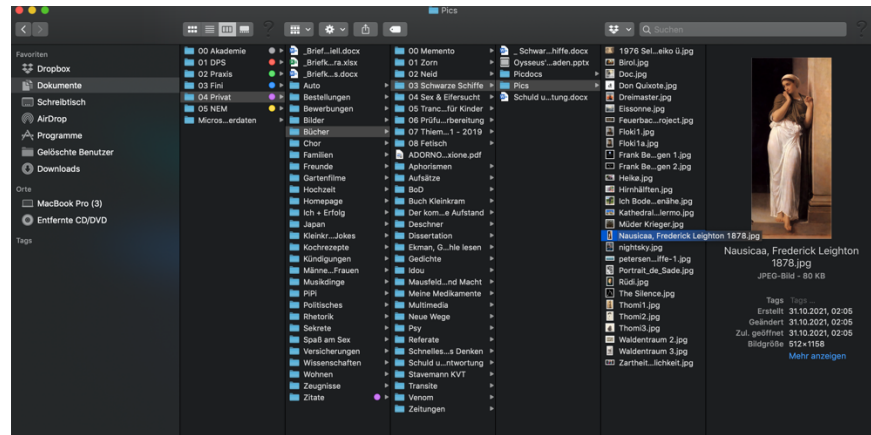 Pics
Suchen
Favoriten
Dropbox
Dokumente
Schreibtisch
AirDrop
Programme
Gelöschte Benutzer
Downloads
Orte
MacBook Pro (3)
Entfernte CD/DVD
Tags
00 Akademie
01 DPS
02 Praxis
03 Fini
04 Privat
05 NEM
Micros...erdaten
_Brief...iell.docx
_Briefk...ra.xlsx
_Briefk...s.docx
Auto
Bestellungen
Bewerbungen
Bilder
Bücher
Chor
Familien
Freunde
Gartenfilme
Hochzeit
Homepage
Ich + Erfolg
Japan
Kleinkr...Jokes
Kochrezepte
Kündigungen
Männe...Frauen
Musikdinge
PiPi
Politisches
Rhetorik
Sekrete
Spaß am Sex
Versicherungen
Wissenschaften
Wohnen
Zeugnisse
Zitate
00 Memento
01 Zorn
02 Neid
03 Schwarze Schiffe
04 Sex & Eifersucht
05 Tranc...für Kinder
06 Prüfu...rbereitung
07 Thiem...1 - 2019
08 Fetisch
ADORNO...xione.pdf
Aphorismen
Aufsätze
BoD
Buch Kleinkram
Der kom...e Aufstand
Deschner
Dissertation
Ekman, G...hle lesen
Gedichte
Idou
Mausfeld...nd Macht
Meine Medikamente
Multimedia
Neue Wege
Psy
Referate
Schnelles...s Denken
Schuld u...ntwortung
Stavemann KVT
Transite
Venom
Zeitungen
_ Schwar...hiffe.docx
Oysseus'...aden.pptx
Picdocs
Pics
Schuld u...tung.docx
1976 Sel...eiko ü.jpg
Birol.jpg
Doc.jpg
Don Quixote.jpg
Dreimaster.jpg
Eissonne.jpg
Feuerbac...roject.jpg
Floki1.jpg
Floki1a.jpg
Frank Be...gen 1.jpg
Frank Be...gen 2.jpg
Heikø.jpg
Hirnhälften.jpg
Ich Bode...enähe.jpg
Kathedral...lermo.jpg
Müder Krieger.jpg
Nausicaa, Frederick Leighton 1878.jpg
nightsky.jpg
petersen...iffe-1.jpg
Portrait_de_Sade.jpg
Rüdi.jpg
The Silence.jpg
Thomi1.jpg
Thomi2.jpg
Thomi3.jpg
Waldentraum 2.jpg
Waldentraum 3.jpg
Zartheit...lichkeit.jpg
Nausicaa, Frederick Leighton
1878.jpg
JPEG-Bild - 80 KB
Tags Tags ...
Erstellt 31.10.2021, 02:05
Geändert 31.10.2021, 02:05
Zul. geöffnet 31.10.2021, 02:05
Bildgröße 512×1158
Mehr anzeigen